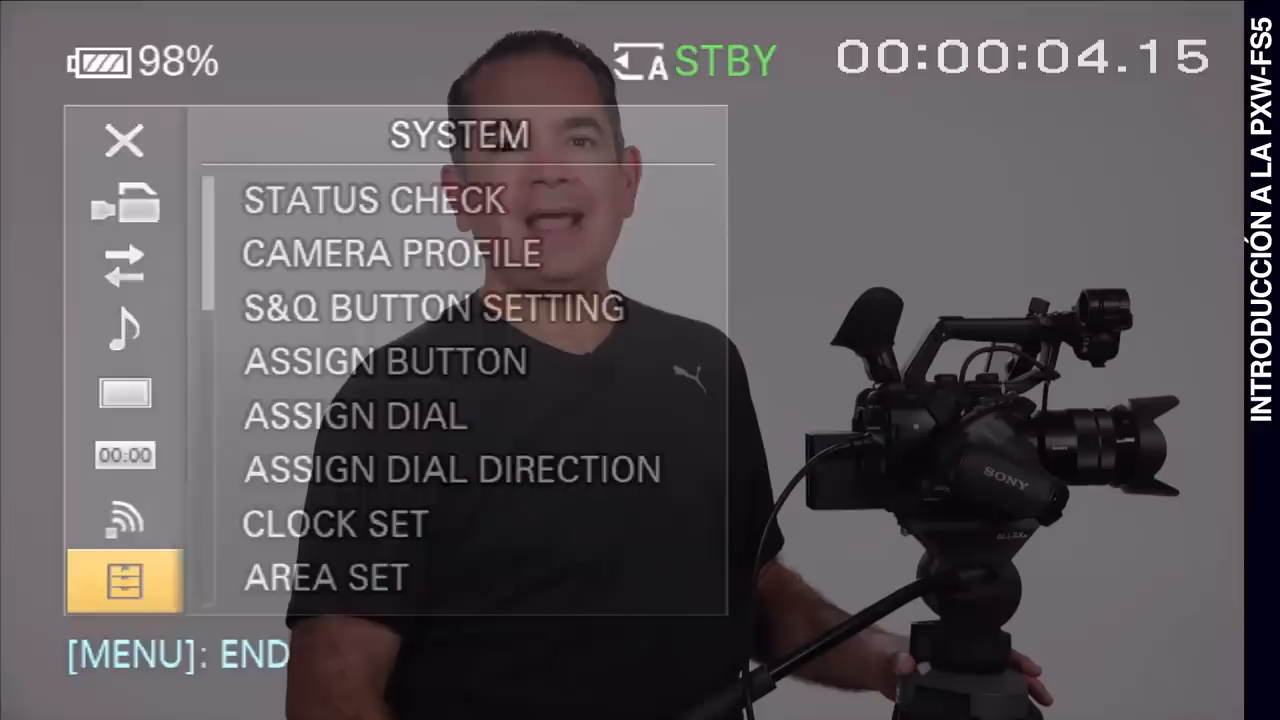 98%
A STBY
00:00:04.15
SYSTEM
STATUS CHECK
CAMERA PROFILE
S&Q BUTTON SETTING
ASSIGN BUTTON
ASSIGN DIAL
ASSIGN DIAL DIRECTION
CLOCK SET
AREA SET
00:00
[MENU]: END
SONY
INTRODUCCIÓN A LA PXW-FS5